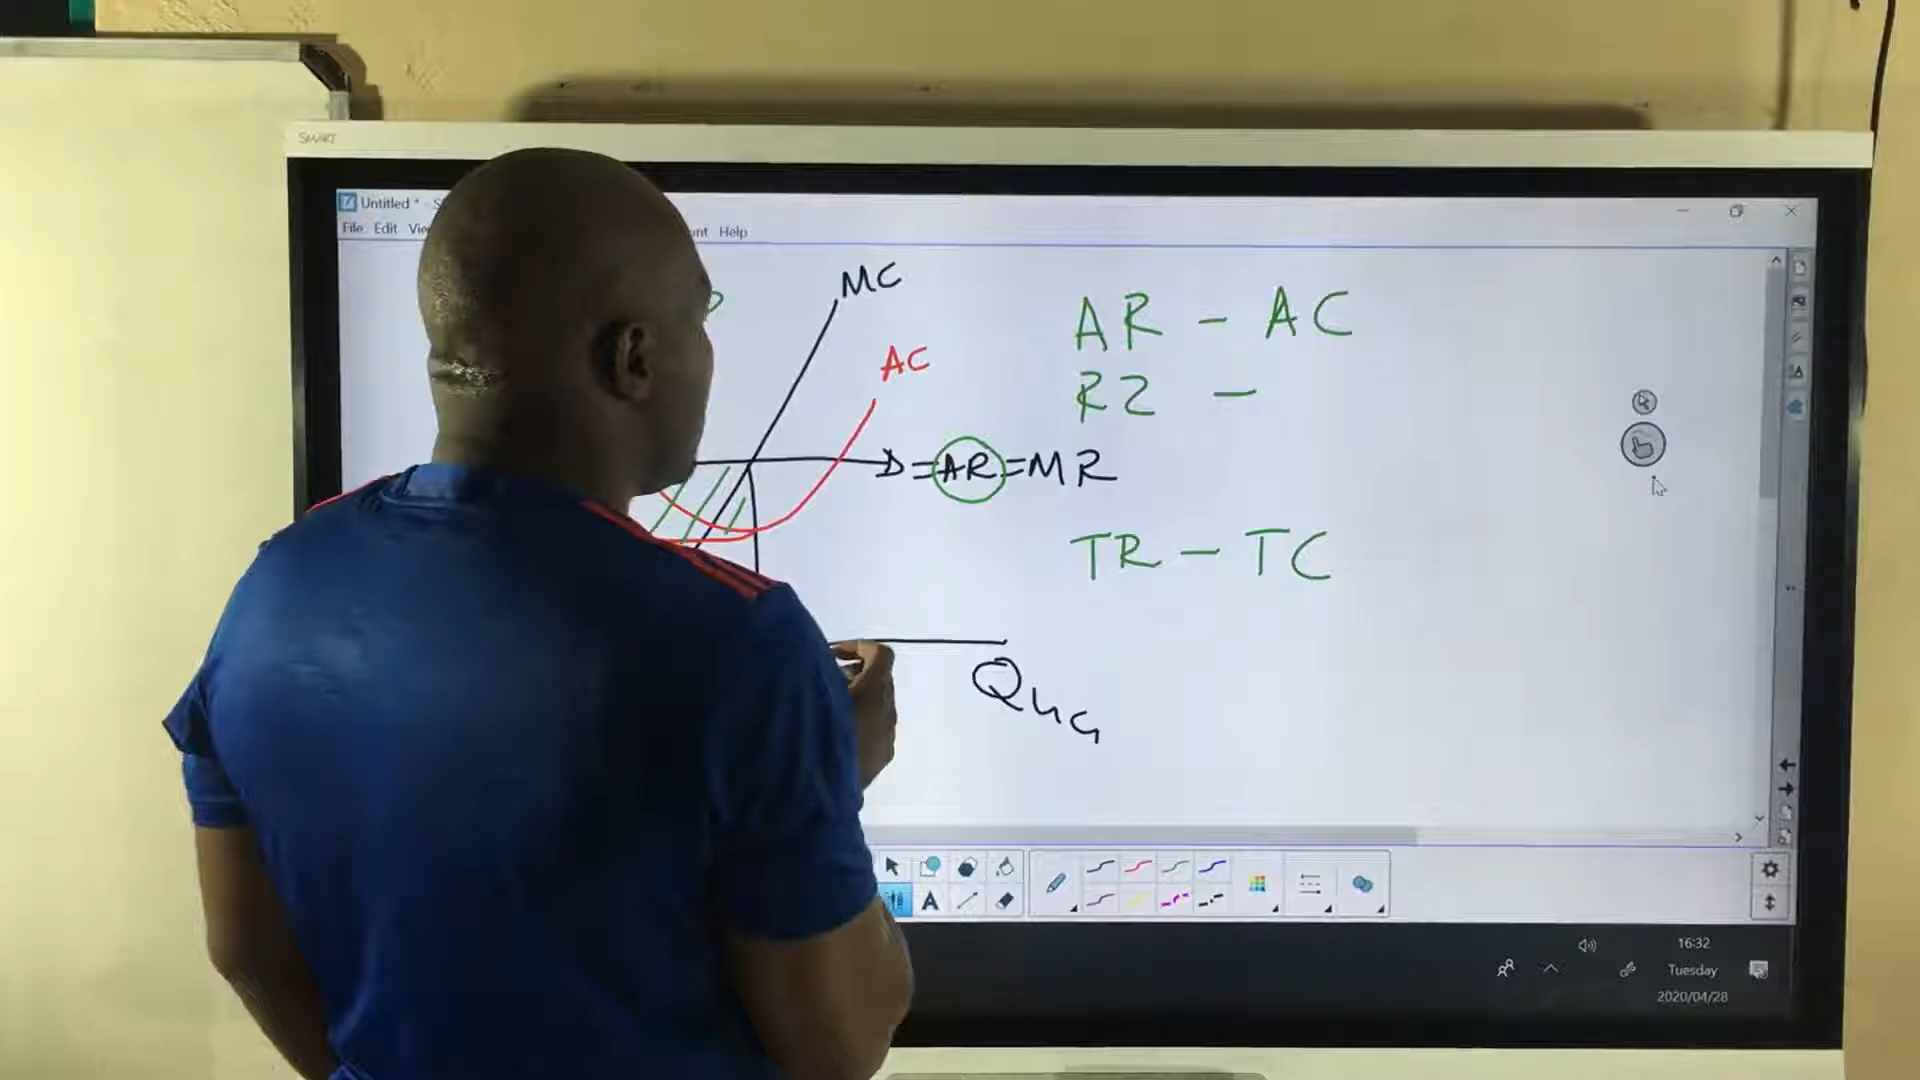 SMART
Untitled * - S
File Edit Help
MC
AR - AC
AC
R2 -
D=AR=MR
TR - TC
16:32
Tuesday
2020/04/28